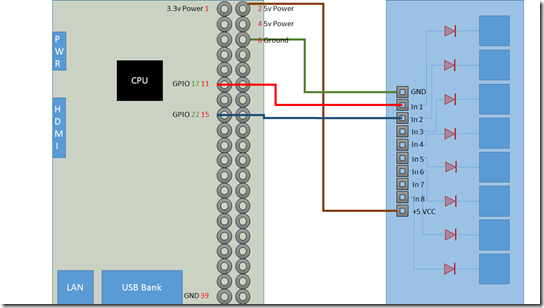 3.3v Power 1
2 5v Power
4 5v Power
6 Ground
PWR
CPU
GPIO 17 11
GPIO 22 15
HDMI
LAN
USB Bank
GND 39
GND
In 1
In 2
In 3
In 4
In 5
In 6
In 7
In 8
+5 VCC